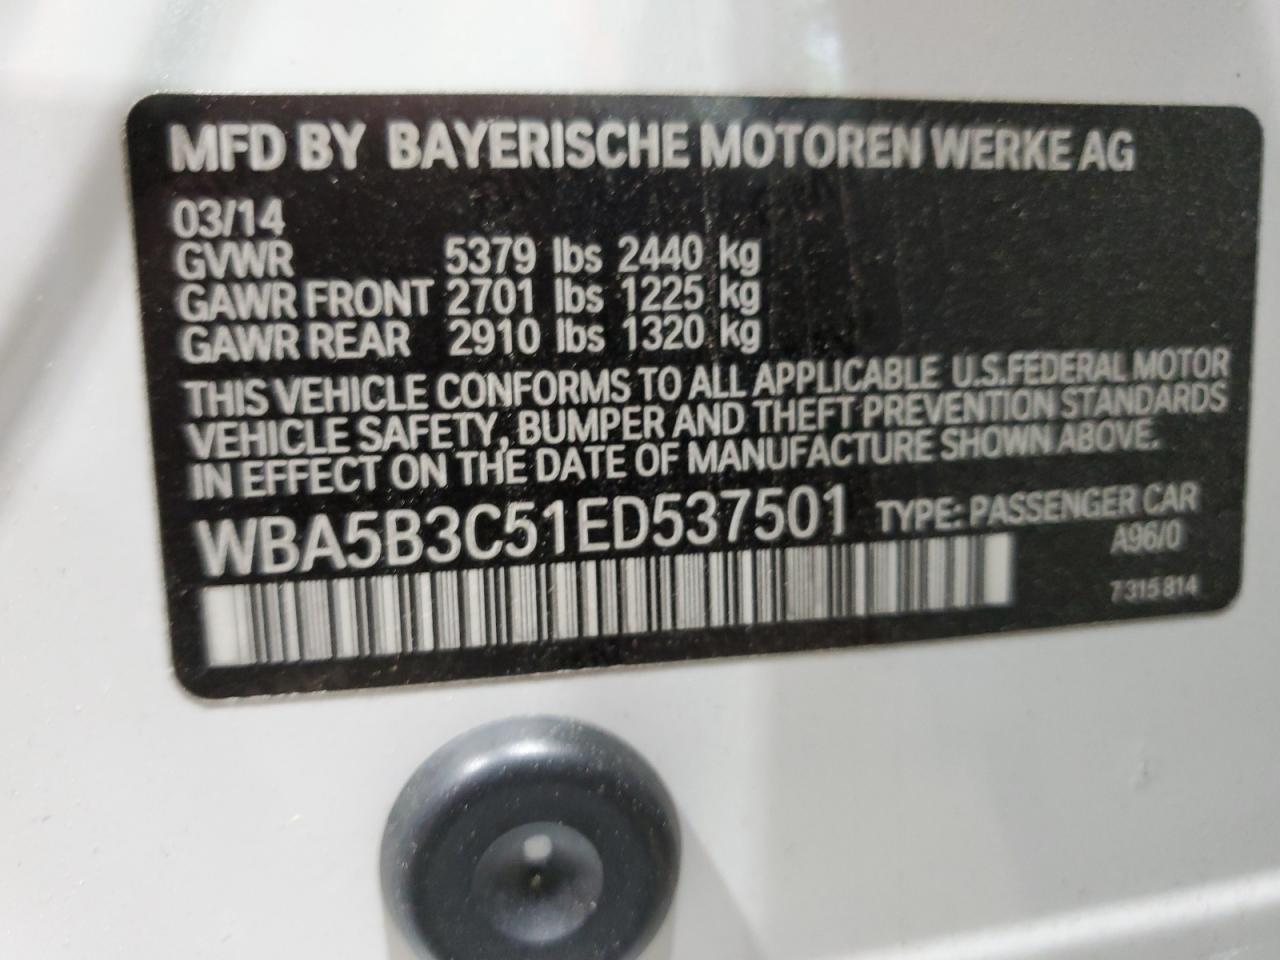 MFD BY BAYERISCHE MOTOREN WERKE AG
03/14
GVWR 5379 lbs 2440 kg
GAWR FRONT 2701 lbs 1225 kg
GAWR REAR 2910 lbs 1320 kg
THIS VEHICLE CONFORMS TO ALL APPLICABLE U.S.FEDERAL MOTOR
VEHICLE SAFETY, BUMPER AND THEFT PREVENTION STANDARDS
IN EFFECT ON THE DATE OF MANUFACTURE SHOWN ABOVE.
WBA5B3C51ED537501 TYPE: PASSENGER CAR
A96/0
7 315 814